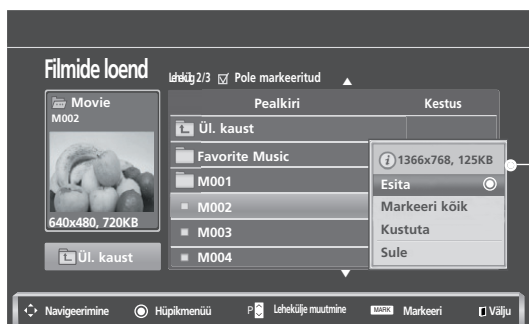 Filmide loend
2/3 Pole markeeritud
Movie
M002
640x480, 720KB
Ül. kaust
Pealkiri Kestus
Ül. kaust
Favorite Music
M001
M002
M003
M004
1366x768, 125KB
Esita
Markeeri kõik
Kustuta
Sule
Navigeerimine Hüpikmenüü P Lehekülje muutmine MARK Markeeri Välju